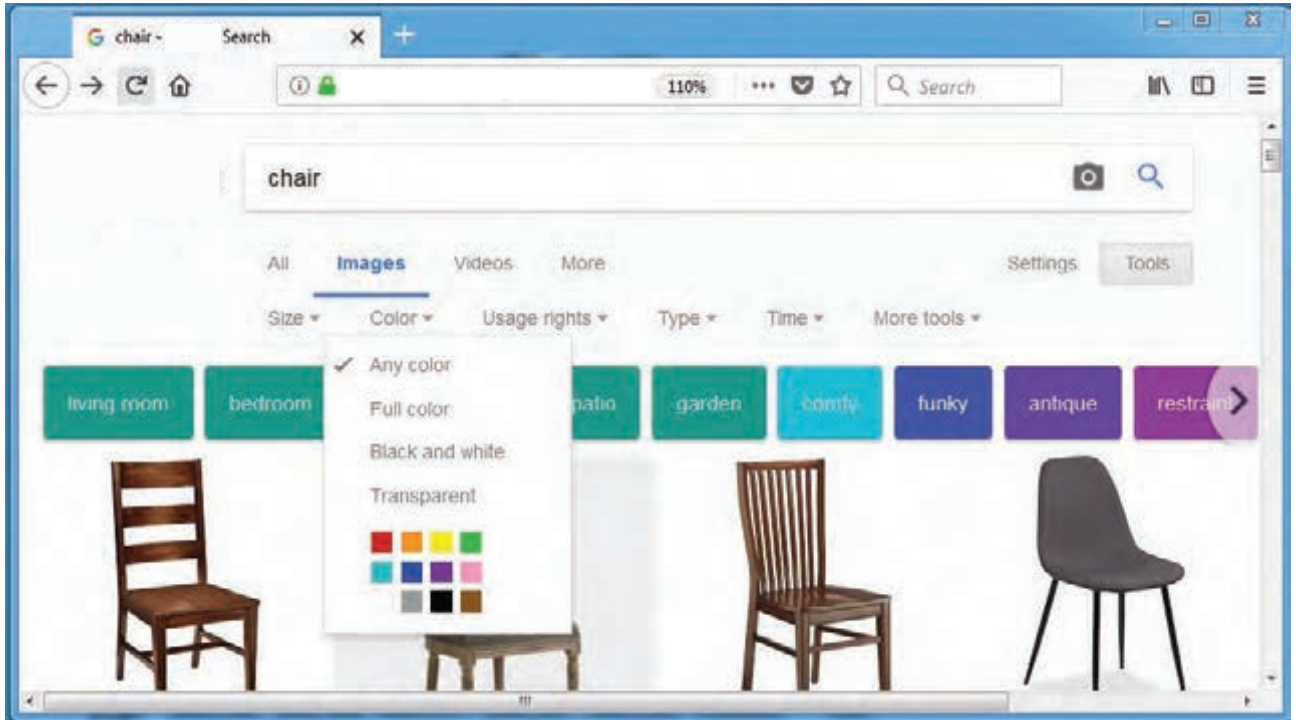 chair - Search
110% Search
chair
All Images Videos More Settings Tools
Size Color Usage rights Type Time More tools
Any color
Full color
Black and white
Transparent
living room bedroom patio garden comfy funky antique